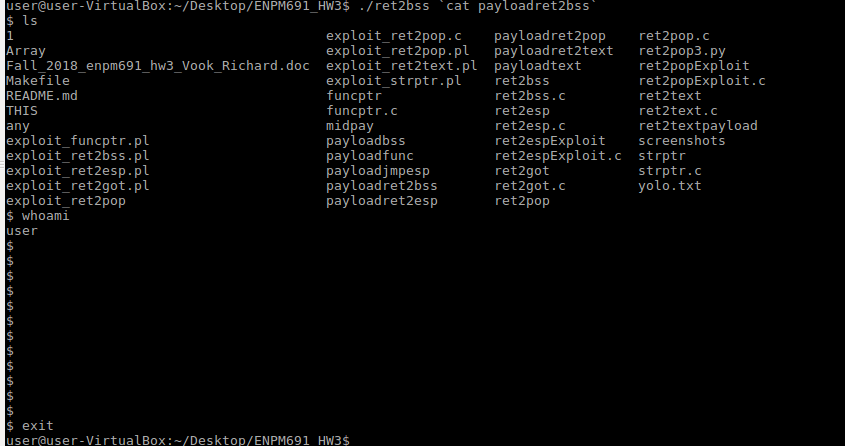 user@user-VirtualBox:~/Desktop/ENPM691_HW3$ ./ret2bss `cat payloadret2bss`
$ ls
1 exploit_ret2pop.c payloadret2pop ret2pop.c
Array exploit_ret2pop.pl payloadret2text ret2pop3.py
Fall_2018_enpm691_hw3_Vook_Richard.doc exploit_ret2text.pl payloadtext ret2popExploit
Makefile exploit_strptr.pl ret2bss ret2popExploit.c
README.md funcptr ret2bss.c ret2text
THIS funcptr.c ret2esp ret2text.c
any midpay ret2esp.c ret2textpayload
exploit_funcptr.pl payloadbss ret2espExploit screenshots
exploit_ret2bss.pl payloadfunc ret2espExploit.c strptr
exploit_ret2esp.pl payloadjmpesp ret2got strptr.c
exploit_ret2got.pl payloadret2bss ret2got.c yolo.txt
exploit_ret2pop payloadret2esp ret2pop
$ whoami
user
$
$
$
$
$
$
$
$
$
$
$
$
$ exit
user@user-VirtualBox:~/Desktop/ENPM691_HW3$